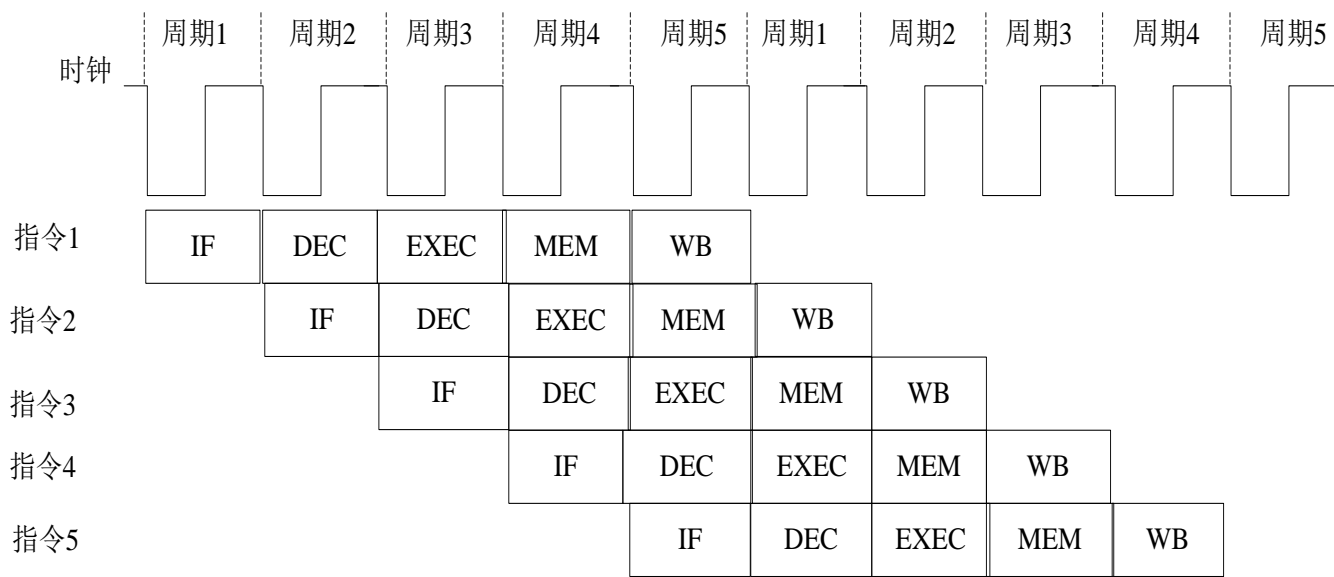 周期1 周期2 周期3 周期4 周期5 周期1 周期2 周期3 周期4 周期5
时钟
指令1 IF DEC EXEC MEM WB
指令2 IF DEC EXEC MEM WB
指令3 IF DEC EXEC MEM WB
指令4 IF DEC EXEC MEM WB
指令5 IF DEC EXEC MEM WB